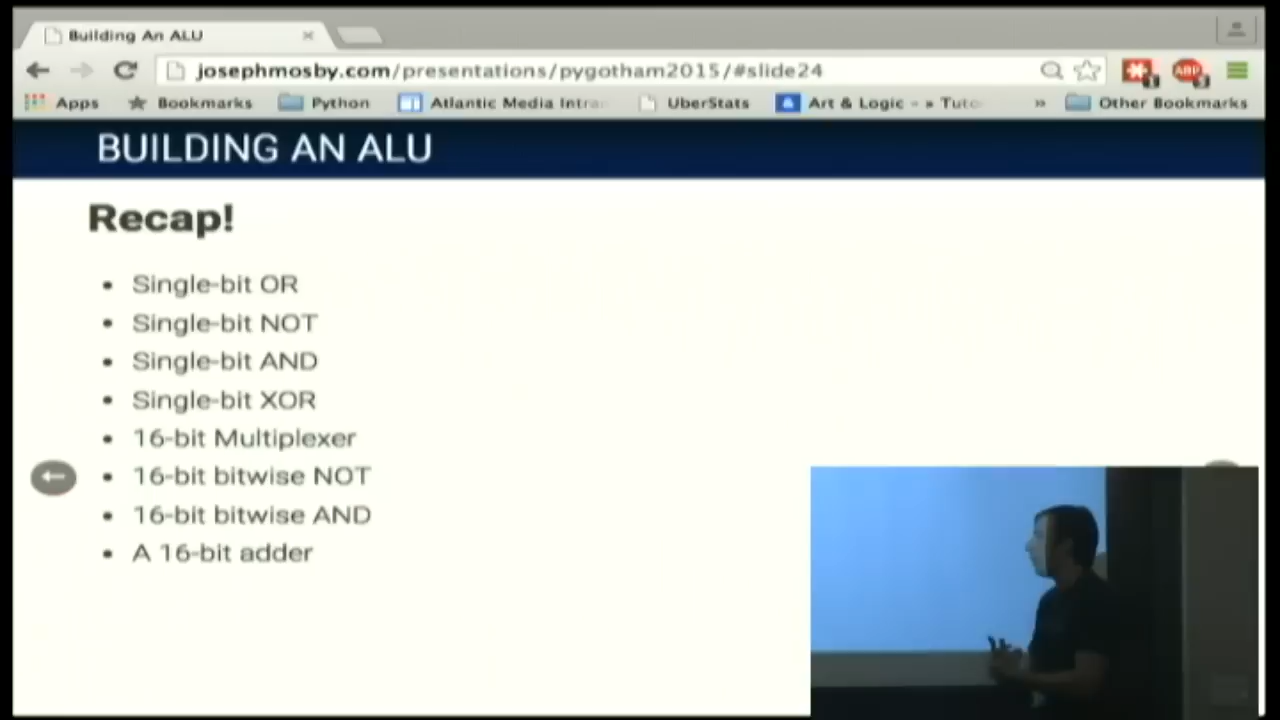 Building An ALU
josephmosby.com/presentations/pygotham2015/#slide24
Apps Bookmarks Python Atlantic Media Intra UberStats Art & Logic - » Tuto » Other Bookmarks
BUILDING AN ALU
Recap!
• Single-bit OR
• Single-bit NOT
• Single-bit AND
• Single-bit XOR
• 16-bit Multiplexer
• 16-bit bitwise NOT
• 16-bit bitwise AND
• A 16-bit adder
ABP